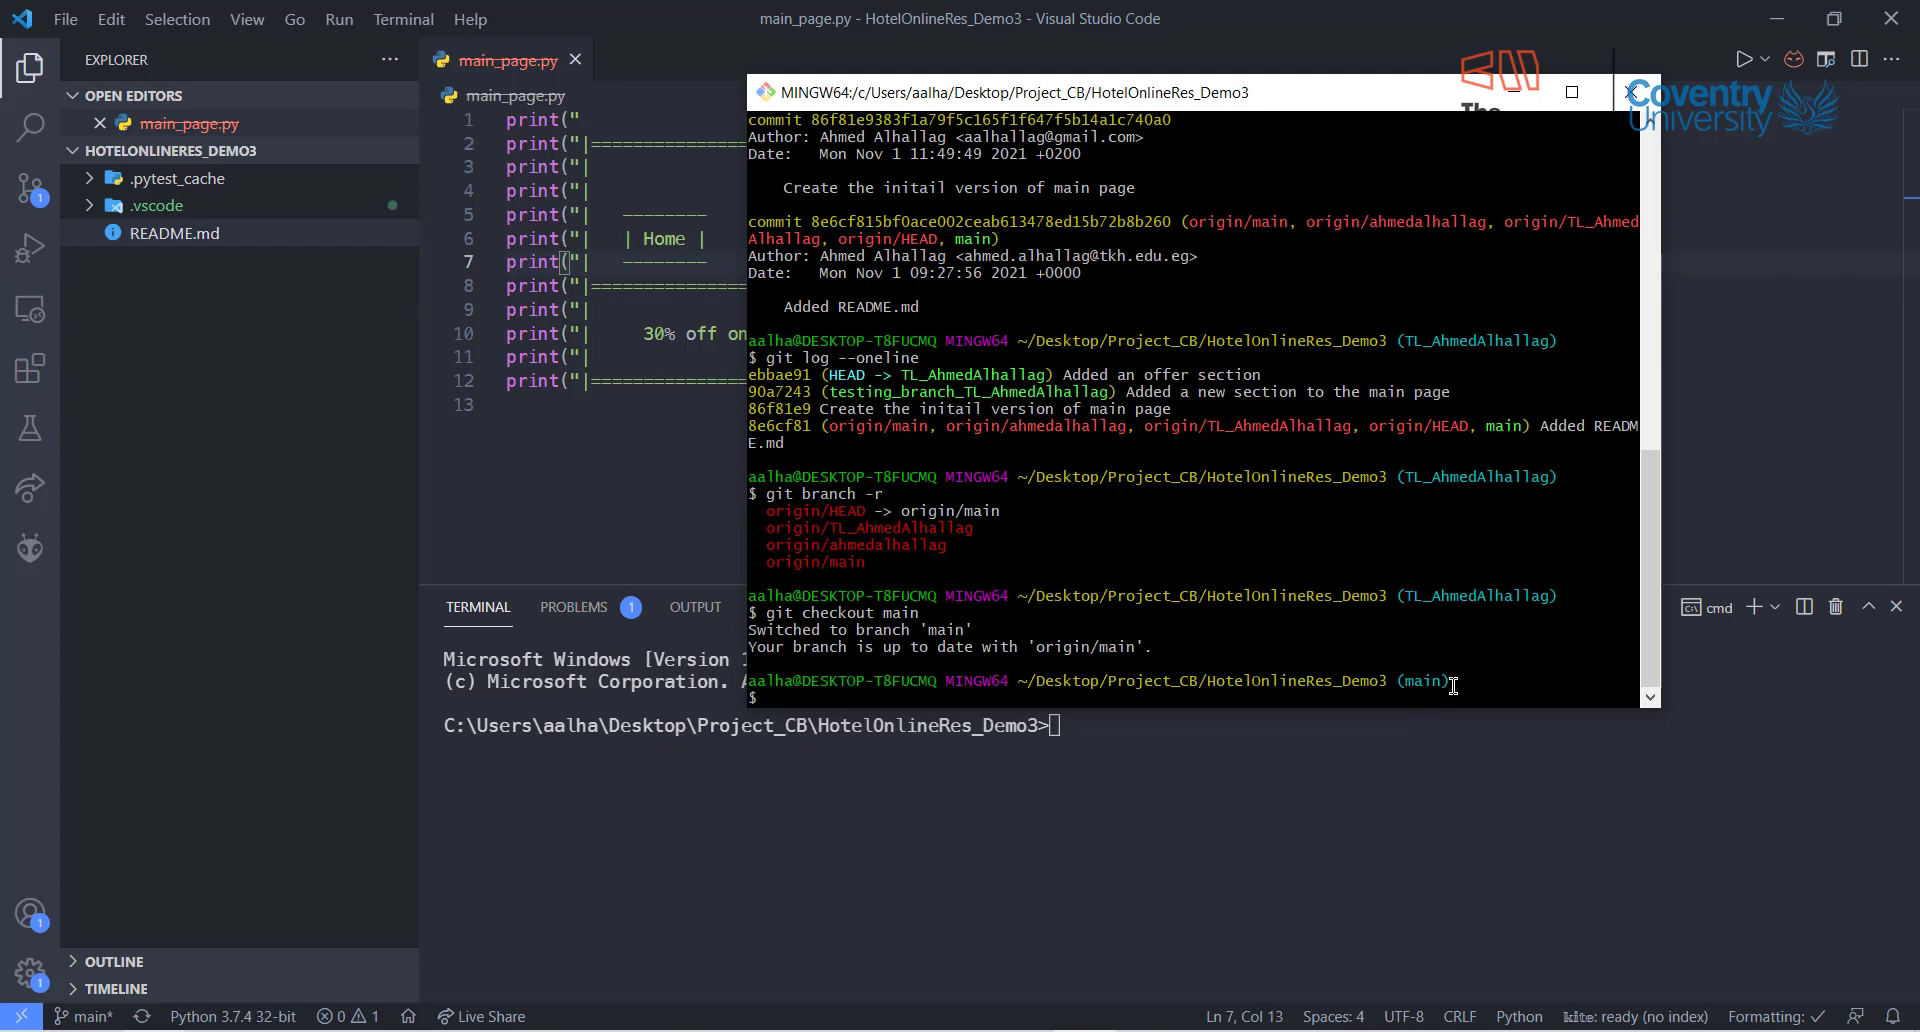 File Edit Selection View Go Run Terminal Help
main_page.py - HotelOnlineRes_Demo3 - Visual Studio Code
EXPLORER
OPEN EDITORS
main_page.py
HOTELONLINERES_DEMO3
.pytest_cache
.vscode
README.md
OUTLINE
TIMELINE
main_page.py
main_page.py
1 print("
2 print("|===============
3 print("|
4 print("|
5 print("| ________
6 print("| | Home |
7 print("| ________
8 print("|===============
9 print("|
10 print("| 30% off on
11 print("|
12 print("|===============
13
The
Coventry
University
MINGW64:/c/Users/aalha/Desktop/Project_CB/HotelOnlineRes_Demo3
commit 86f81e9383f1a79f5c165f1f647f5b14a1c740a0
Author: Ahmed Alhallag <aalhallag@gmail.com>
Date: Mon Nov 1 11:49:49 2021 +0200
Create the initail version of main page
commit 8e6cf815bf0ace002ceab613478ed15b72b8b260 (origin/main, origin/ahmedalhallag, origin/TL_Ahmed
Alhallag, origin/HEAD, main)
Author: Ahmed Alhallag <ahmed.alhallag@tkh.edu.eg>
Date: Mon Nov 1 09:27:56 2021 +0000
Added README.md
aalha@DESKTOP-T8FUCMQ MINGW64 ~/Desktop/Project_CB/HotelOnlineRes_Demo3 (TL_AhmedAlhallag)
$ git log --oneline
ebbae91 (HEAD -> TL_AhmedAlhallag) Added an offer section
90a7243 (testing_branch_TL_AhmedAlhallag) Added a new section to the main page
86f81e9 Create the initail version of main page
8e6cf81 (origin/main, origin/ahmedalhallag, origin/TL_AhmedAlhallag, origin/HEAD, main) Added READM
E.md
aalha@DESKTOP-T8FUCMQ MINGW64 ~/Desktop/Project_CB/HotelOnlineRes_Demo3 (TL_AhmedAlhallag)
$ git branch -r
origin/HEAD -> origin/main
origin/TL_AhmedAlhallag
origin/ahmedalhallag
origin/main
aalha@DESKTOP-T8FUCMQ MINGW64 ~/Desktop/Project_CB/HotelOnlineRes_Demo3 (TL_AhmedAlhallag)
$ git checkout main
Switched to branch 'main'
Your branch is up to date with 'origin/main'.
aalha@DESKTOP-T8FUCMQ MINGW64 ~/Desktop/Project_CB/HotelOnlineRes_Demo3 (main)
$
TERMINAL PROBLEMS 1 OUTPUT
cmd
Microsoft Windows [Version
(c) Microsoft Corporation.
C:\Users\aalha\Desktop\Project_CB\HotelOnlineRes_Demo3>
1
1
1
main* Python 3.7.4 32-bit 0 1 Live Share
Ln 7, Col 13 Spaces: 4 UTF-8 CRLF Python kite: ready (no index) Formatting: ✓